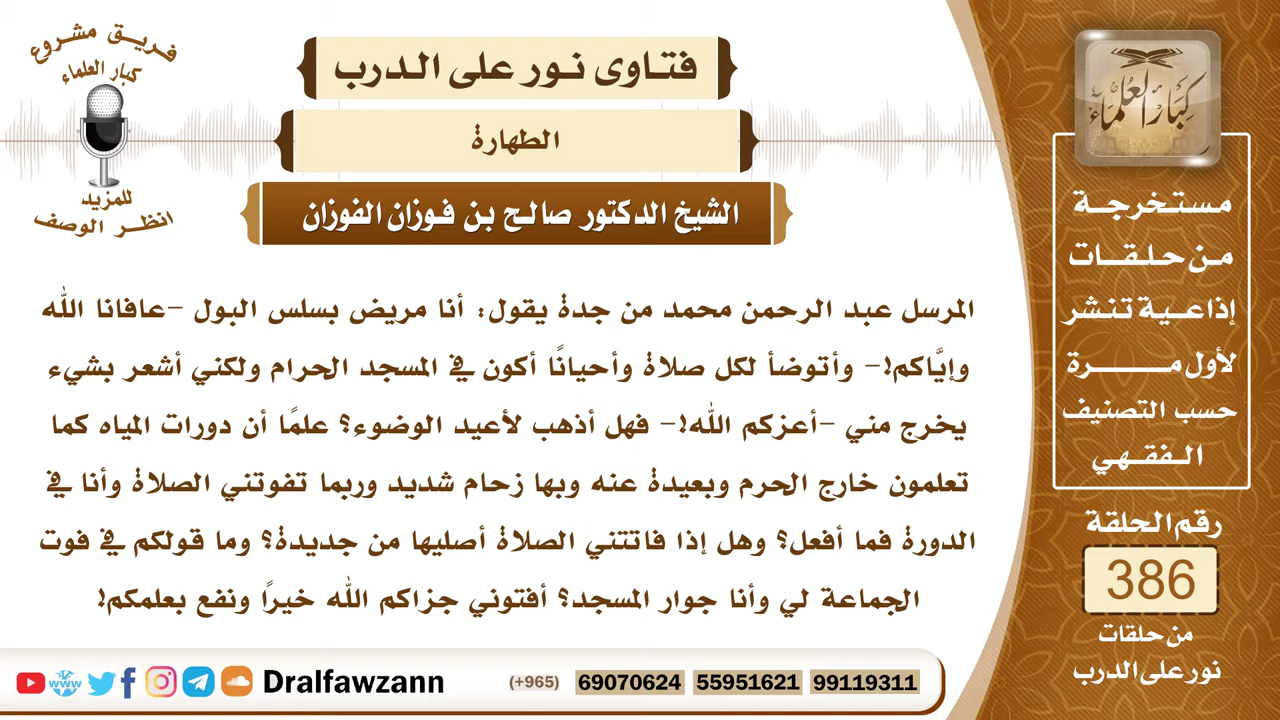 فريق مشروع
كبار العلماء
للمزيد
انظر الوصف
فتاوى نور على الدرب
الطهارة
الشيخ الدكتور صالح بن فوزان الفوزان
المرسل عبد الرحمن محمد من جدة يقول: أنا مريض بسلس البول -عافانا الله
وإيَّاكم!- وأتوضأ لكل صلاة وأحيانًا أكون في المسجد الحرام ولكني أشعر بشيء
يخرج مني -أعزكم الله!- فهل أذهب لأعيد الوضوء؟ علمًا أن دورات المياه كما
تعلمون خارج الحرم وبعيدة عنه وبها زحام شديد وربما تفوتني الصلاة وأنا في
الدورة فما أفعل؟ وهل إذا فاتتني الصلاة أصليها من جديدة؟ وما قولكم في فوت
الجماعة لي وأنا جوار المسجد؟ أفتوني جزاكم الله خيرًا ونفع بعلمكم!
كبار العلماء
مستخرجة
من حلقات
إذاعية تنشر
لأول مرة
حسب التصنيف
الفقهي
رقم الحلقة
386
من حلقات
نور على الدرب
www Dralfawzann (+965) 69070624 55951621 99119311